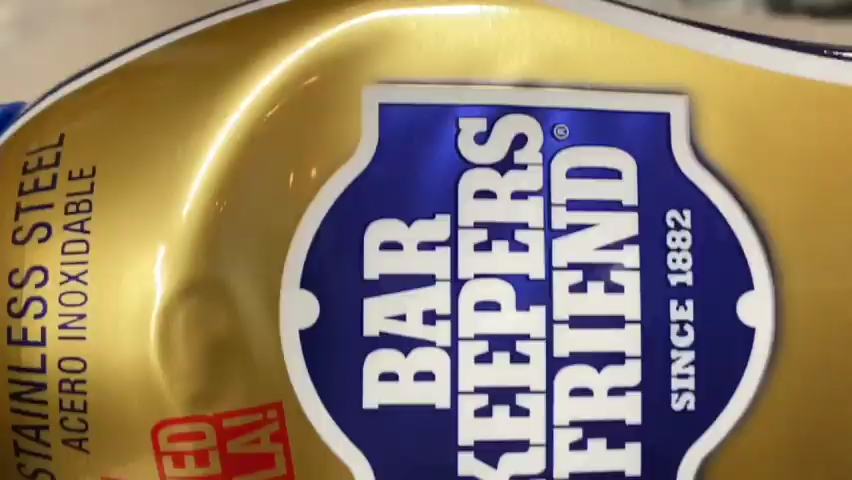 STAINLESS STEEL
ACERO INOXIDABLE
BAR
KEEPERS
FRIEND®
SINCE 1882